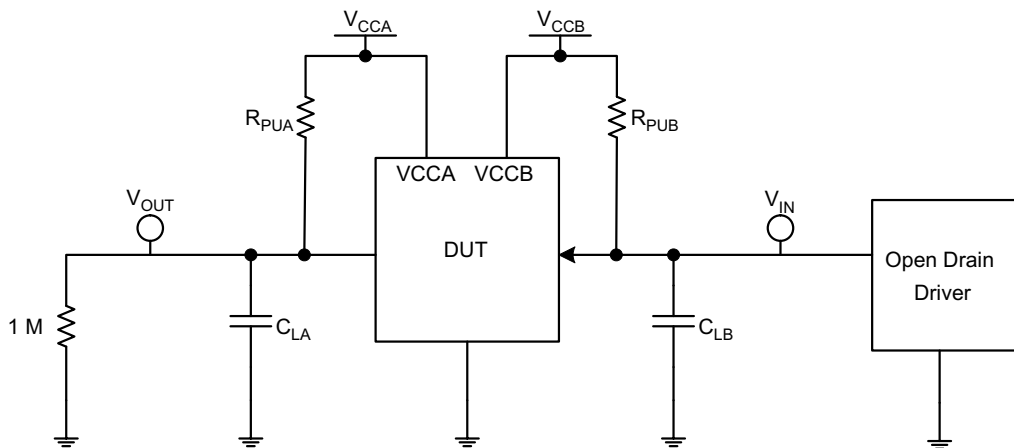 VCCA
VCCB
RPUA
RPUB
VCCA VCCB
VOUT
VIN
DUT
Open Drain
Driver
1 M
CLA
CLB